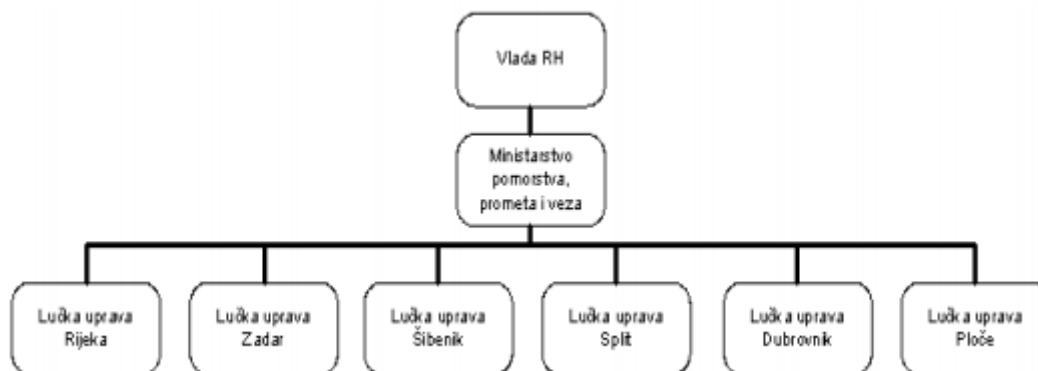 Vlada RH
Ministarstvo
pomorstva,
prometa i veza
Lučka uprava
Rijeka
Lučka uprava
Zadar
Lučka uprava
Šibenik
Lučka uprava
Split
Lučka uprava
Dubrovnik
Lučka uprava
Ploče